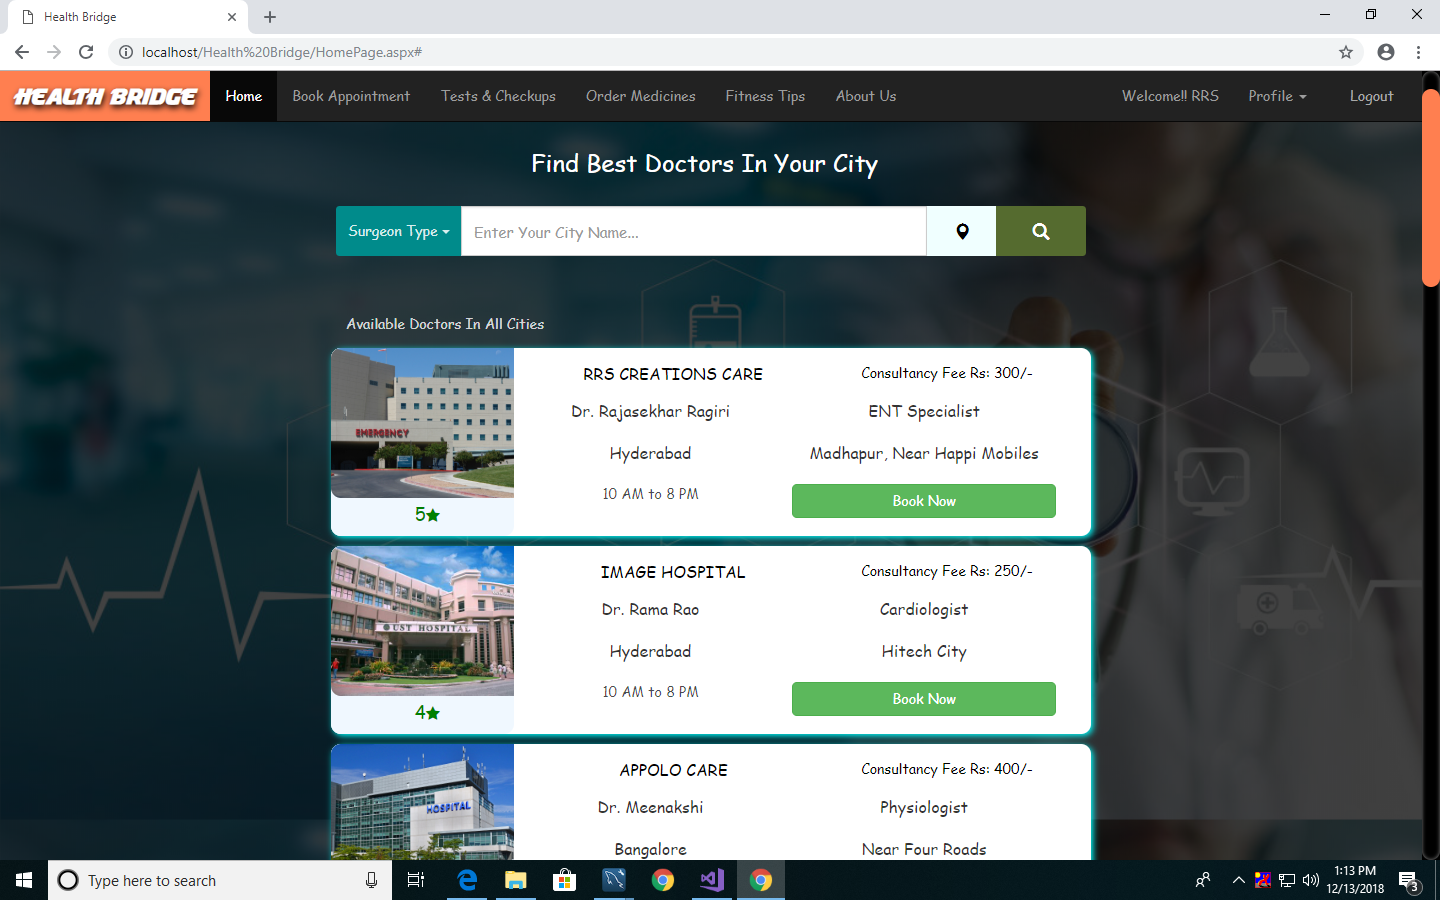 Health Bridge
localhost/Health%20Bridge/HomePage.aspx#
HEALTH BRIDGE Home Book Appointment Tests & Checkups Order Medicines Fitness Tips About Us Welcome!! RRS Profile Logout
Find Best Doctors In Your City
Surgeon Type Enter Your City Name...
Available Doctors In All Cities
RRS CREATIONS CARE Consultancy Fee Rs: 300/-
Dr. Rajasekhar Ragiri ENT Specialist
EMERGENCY
Hyderabad Madhapur, Near Happi Mobiles
10 AM to 8 PM Book Now
5
IMAGE HOSPITAL Consultancy Fee Rs: 250/-
Dr. Rama Rao Cardiologist
UST HOSPITAL
Hyderabad Hitech City
10 AM to 8 PM Book Now
4
APPOLO CARE Consultancy Fee Rs: 400/-
HOSPITAL
Dr. Meenakshi Physiologist
Bangalore Near Four Roads
Type here to search
1:13 PM
12/13/2018
3